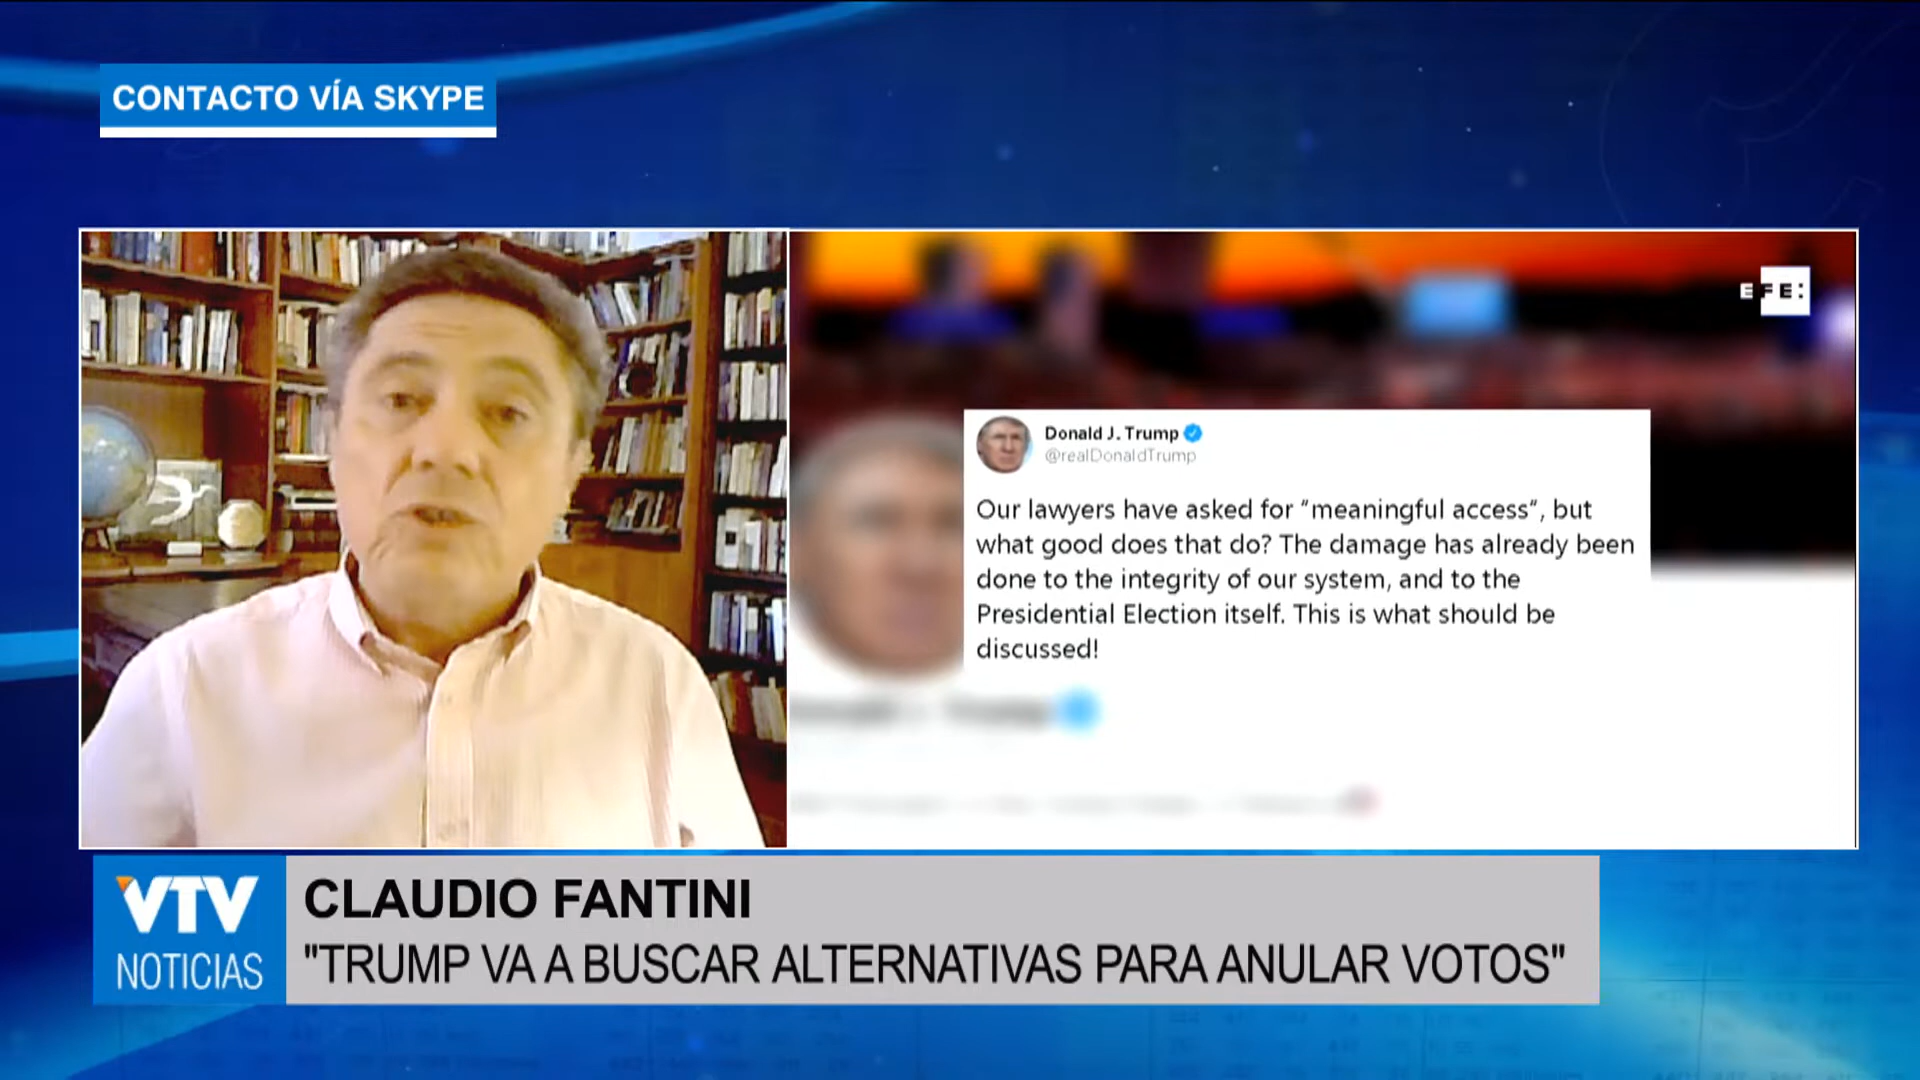 CONTACTO VÍA SKYPE
EFE:
Donald J. Trump
@realDonaldTrump
Our lawyers have asked for “meaningful access“, but
what good does that do? The damage has already been
done to the integrity of our system, and to the
Presidential Election itself. This is what should be
discussed!
VTV
NOTICIAS
CLAUDIO FANTINI
"TRUMP VA A BUSCAR ALTERNATIVAS PARA ANULAR VOTOS"